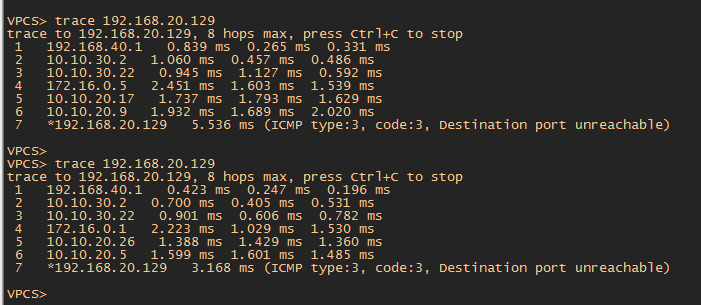 VPCS> trace 192.168.20.129
trace to 192.168.20.129, 8 hops max, press Ctrl+C to stop
1 192.168.40.1 0.839 ms 0.265 ms 0.331 ms
2 10.10.30.2 1.060 ms 0.457 ms 0.486 ms
3 10.10.30.22 0.945 ms 1.127 ms 0.592 ms
4 172.16.0.5 2.451 ms 1.603 ms 1.539 ms
5 10.10.20.17 1.737 ms 1.793 ms 1.629 ms
6 10.10.20.9 1.932 ms 1.689 ms 2.020 ms
7 *192.168.20.129 5.536 ms (ICMP type:3, code:3, Destination port unreachable)
VPCS>
VPCS> trace 192.168.20.129
trace to 192.168.20.129, 8 hops max, press Ctrl+C to stop
1 192.168.40.1 0.423 ms 0.247 ms 0.196 ms
2 10.10.30.2 0.700 ms 0.405 ms 0.531 ms
3 10.10.30.22 0.901 ms 0.606 ms 0.782 ms
4 172.16.0.1 2.223 ms 1.029 ms 1.530 ms
5 10.10.20.26 1.388 ms 1.429 ms 1.360 ms
6 10.10.20.5 1.599 ms 1.601 ms 1.485 ms
7 *192.168.20.129 3.168 ms (ICMP type:3, code:3, Destination port unreachable)
VPCS>